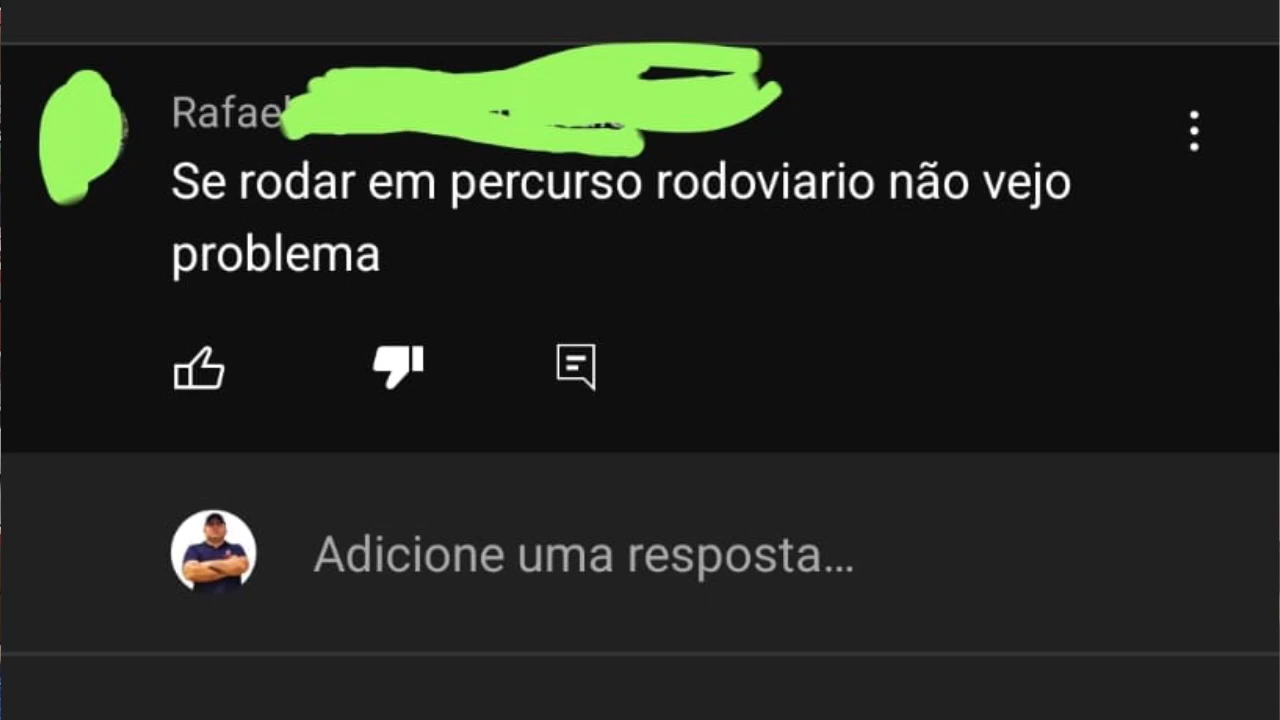 Rafael
Se rodar em percurso rodoviario não vejo
problema
Adicione uma resposta...